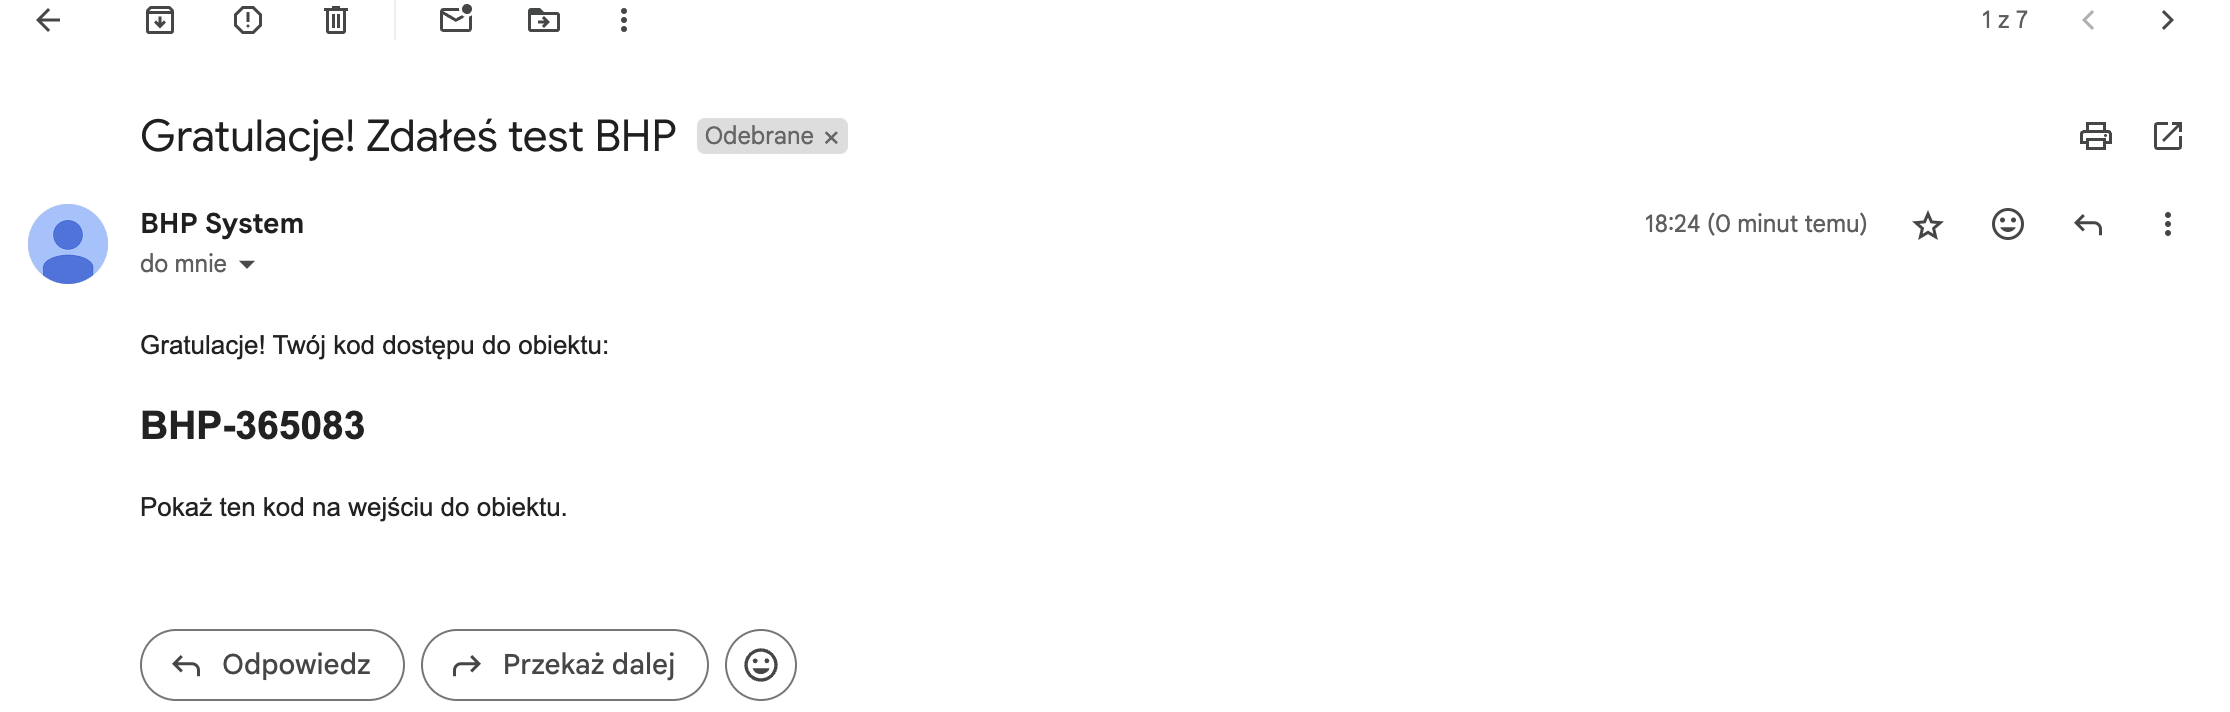 1 z 7
Gratulacje! Zdałeś test BHP Odebrane ×
BHP System 18:24 (0 minut temu)
do mnie
Gratulacje! Twój kod dostępu do obiektu:
BHP-365083
Pokaż ten kod na wejściu do obiektu.
Odpowiedz Przekaż dalej